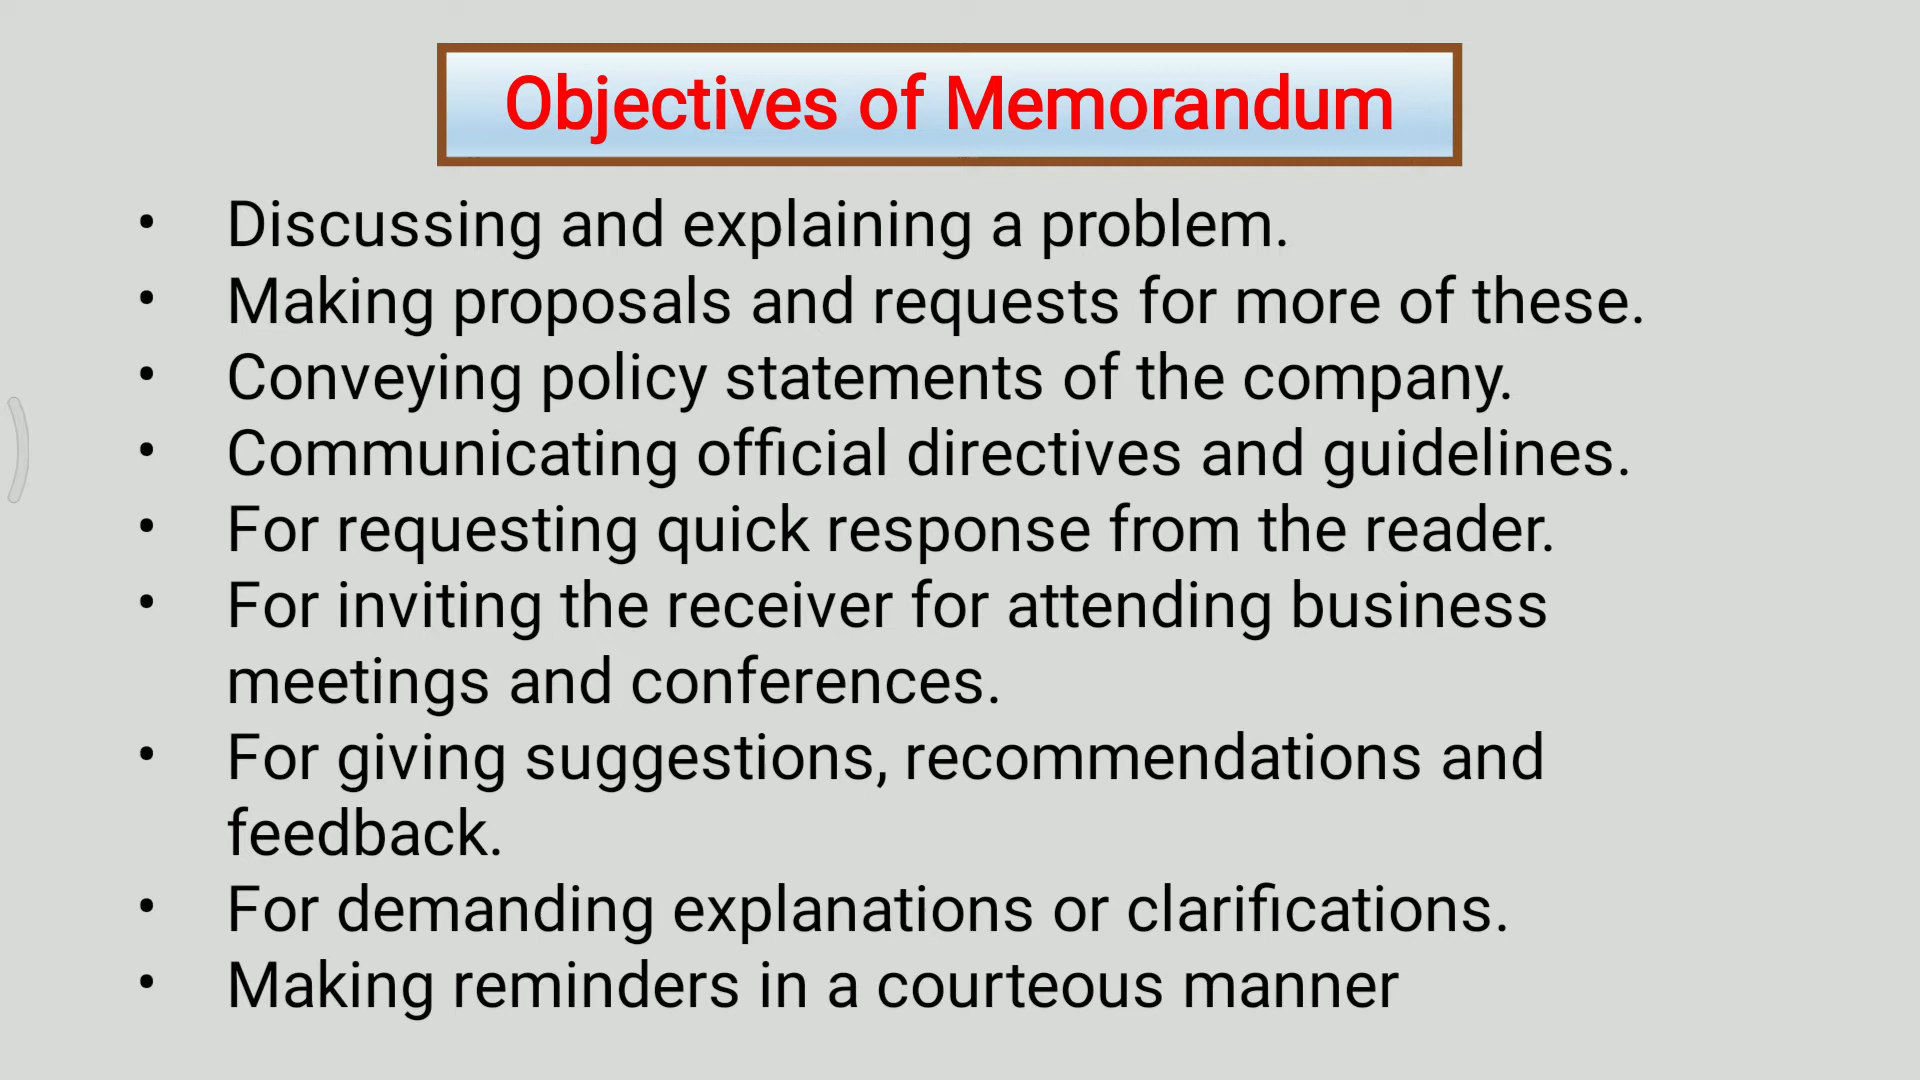 Objectives of Memorandum
• Discussing and explaining a problem.
• Making proposals and requests for more of these.
• Conveying policy statements of the company.
• Communicating official directives and guidelines.
• For requesting quick response from the reader.
• For inviting the receiver for attending business
meetings and conferences.
• For giving suggestions, recommendations and
feedback.
• For demanding explanations or clarifications.
• Making reminders in a courteous manner